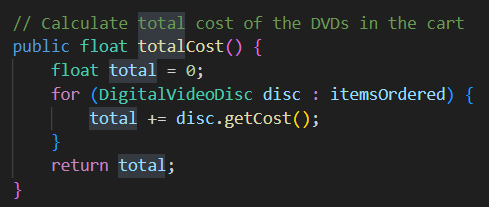 // Calculate total cost of the DVDs in the cart
public float totalCost() {
    float total = 0;
    for (DigitalVideoDisc disc : itemsOrdered) {
        total += disc.getCost();
    }
    return total;
}